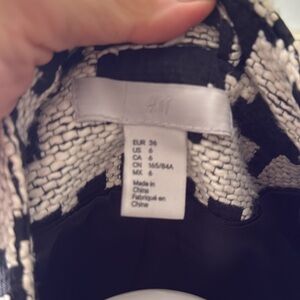 H&M
EUR 36
US 6
CA 6
CN 165/84A
MX 6
Made in
China
Fabriqué en
Chine